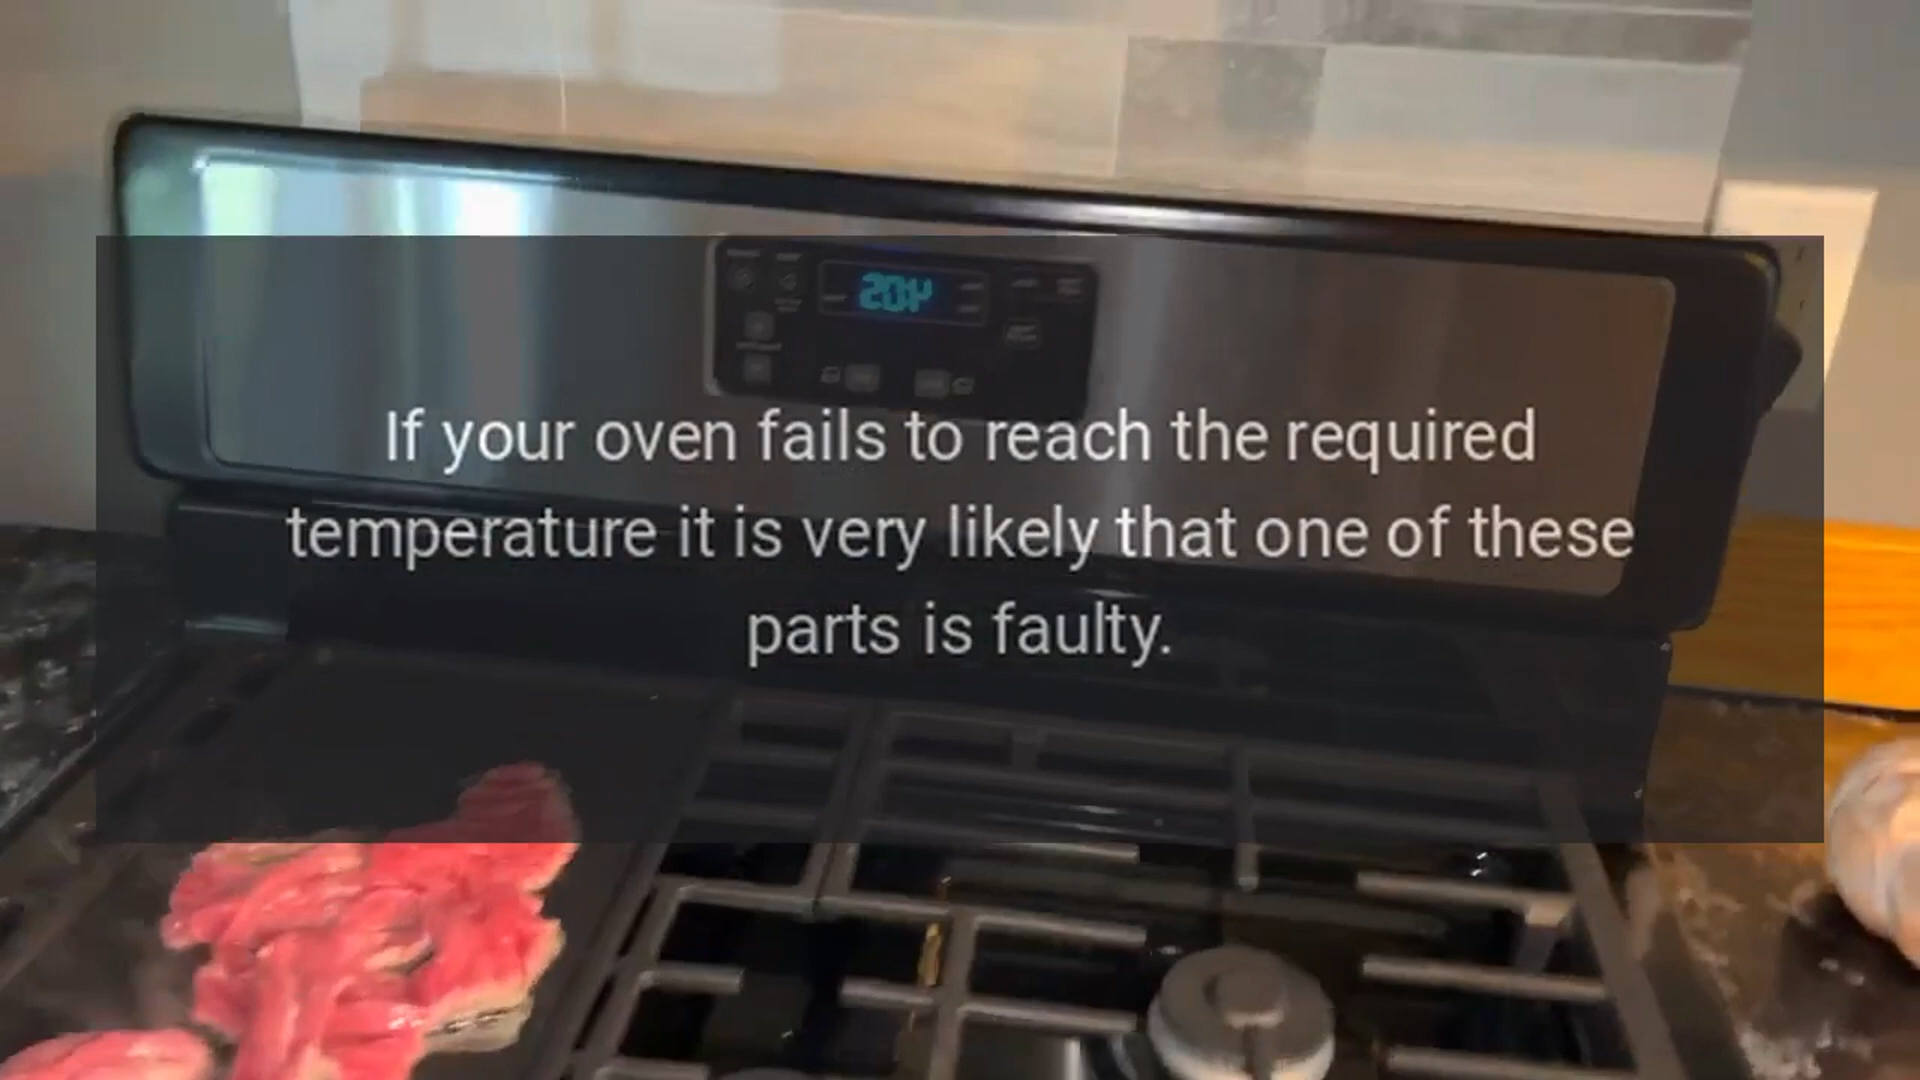 If your oven fails to reach the required
temperature it is very likely that one of these
parts is faulty.